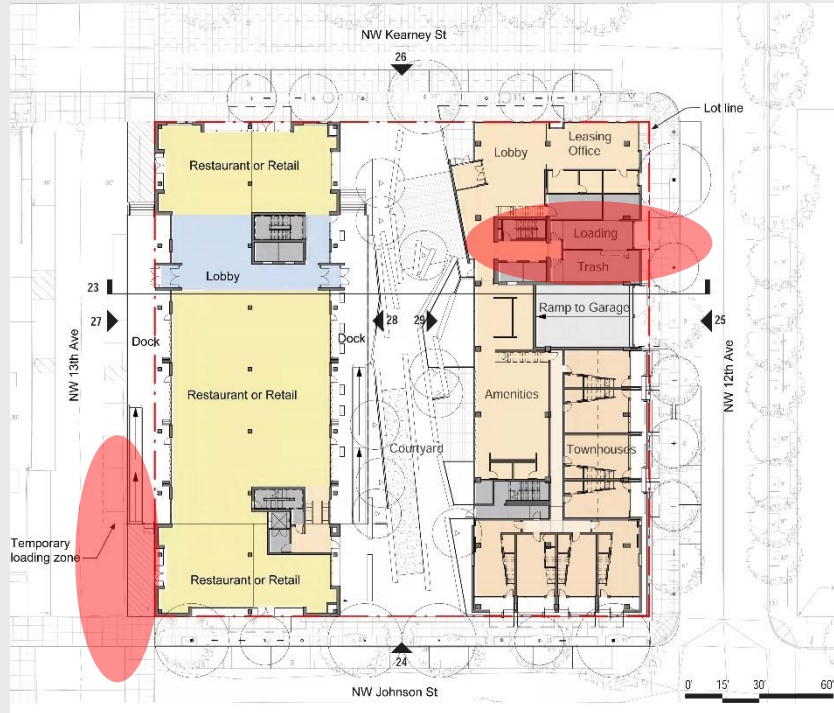 NW Kearney St
26
Lot line
Restaurant or Retail
Lobby
Leasing
Office
Loading
Trash
Lobby
23
27
Dock
28
Dock
29
Ramp to Garage
25
NW 13th Ave
NW 12th Ave
Restaurant or Retail
Amenities
Courtyard
Townhouses
Temporary
loading zone
Restaurant or Retail
24
NW Johnson St
0'
15'
30'
60'